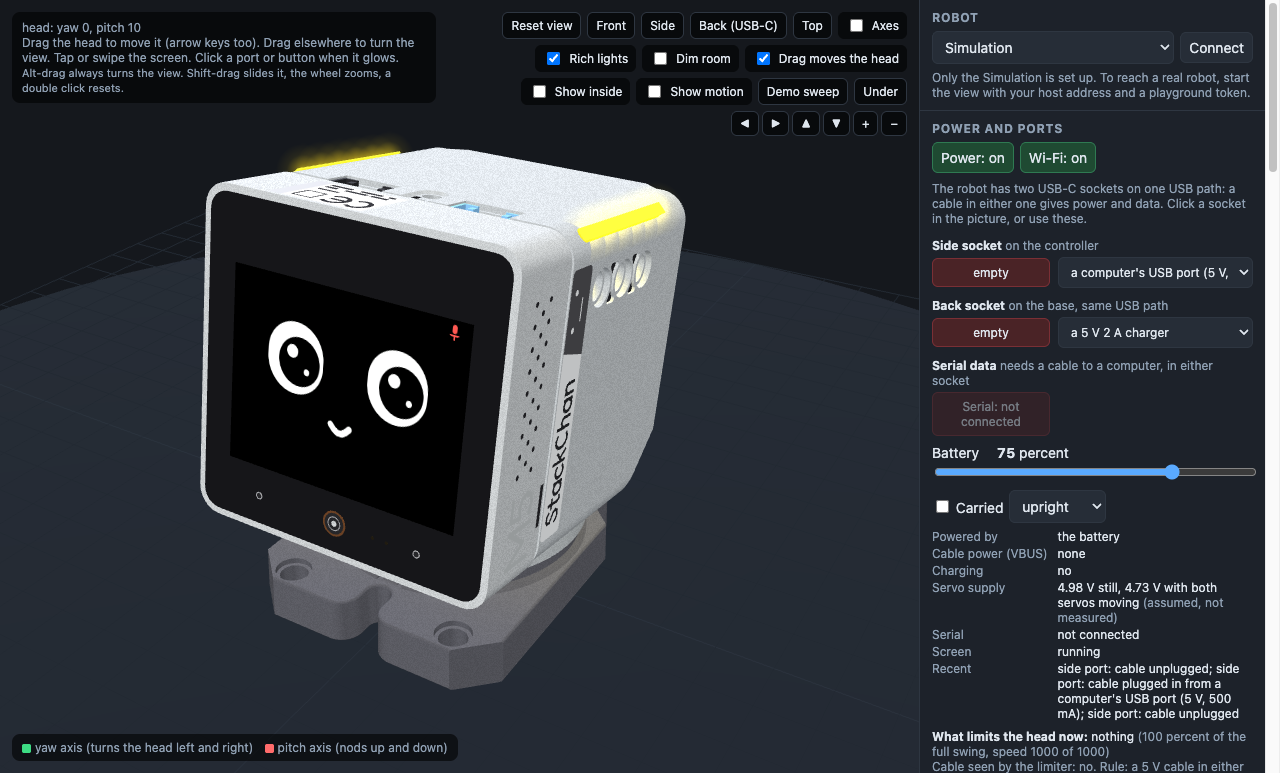 head: yaw 0, pitch 10
Drag the head to move it (arrow keys too). Drag elsewhere to turn the
view. Tap or swipe the screen. Click a port or button when it glows.
Alt-drag always turns the view. Shift-drag slides it, the wheel zooms, a
double click resets.
Reset view
Front
Side
Back (USB-C)
Top
Axes
Rich lights
Dim room
Drag moves the head
Show inside
Show motion
Demo sweep
Under
◀ ▶ ▲ ▼ + −
StackChan
yaw axis (turns the head left and right)
pitch axis (nods up and down)
ROBOT
Simulation
Connect
Only the Simulation is set up. To reach a real robot, start
the view with your host address and a playground token.
POWER AND PORTS
Power: on
Wi-Fi: on
The robot has two USB-C sockets on one USB path: a
cable in either one gives power and data. Click a socket
in the picture, or use these.
Side socket on the controller
empty
a computer's USB port (5 V,
Back socket on the base, same USB path
empty
a 5 V 2 A charger
Serial data needs a cable to a computer, in either
socket
Serial: not
connected
Battery 75 percent
Carried
upright
Powered by the battery
Cable power (VBUS) none
Charging no
Servo supply 4.98 V still, 4.73 V with both
servos moving (assumed, not
measured)
Serial not connected
Screen running
Recent side port: cable unplugged; side
port: cable plugged in from a
computer's USB port (5 V, 500
mA); side port: cable unplugged
What limits the head now: nothing (100 percent of the
full swing, speed 1000 of 1000)
Cable seen by the limiter: no. Rule: a 5 V cable in either